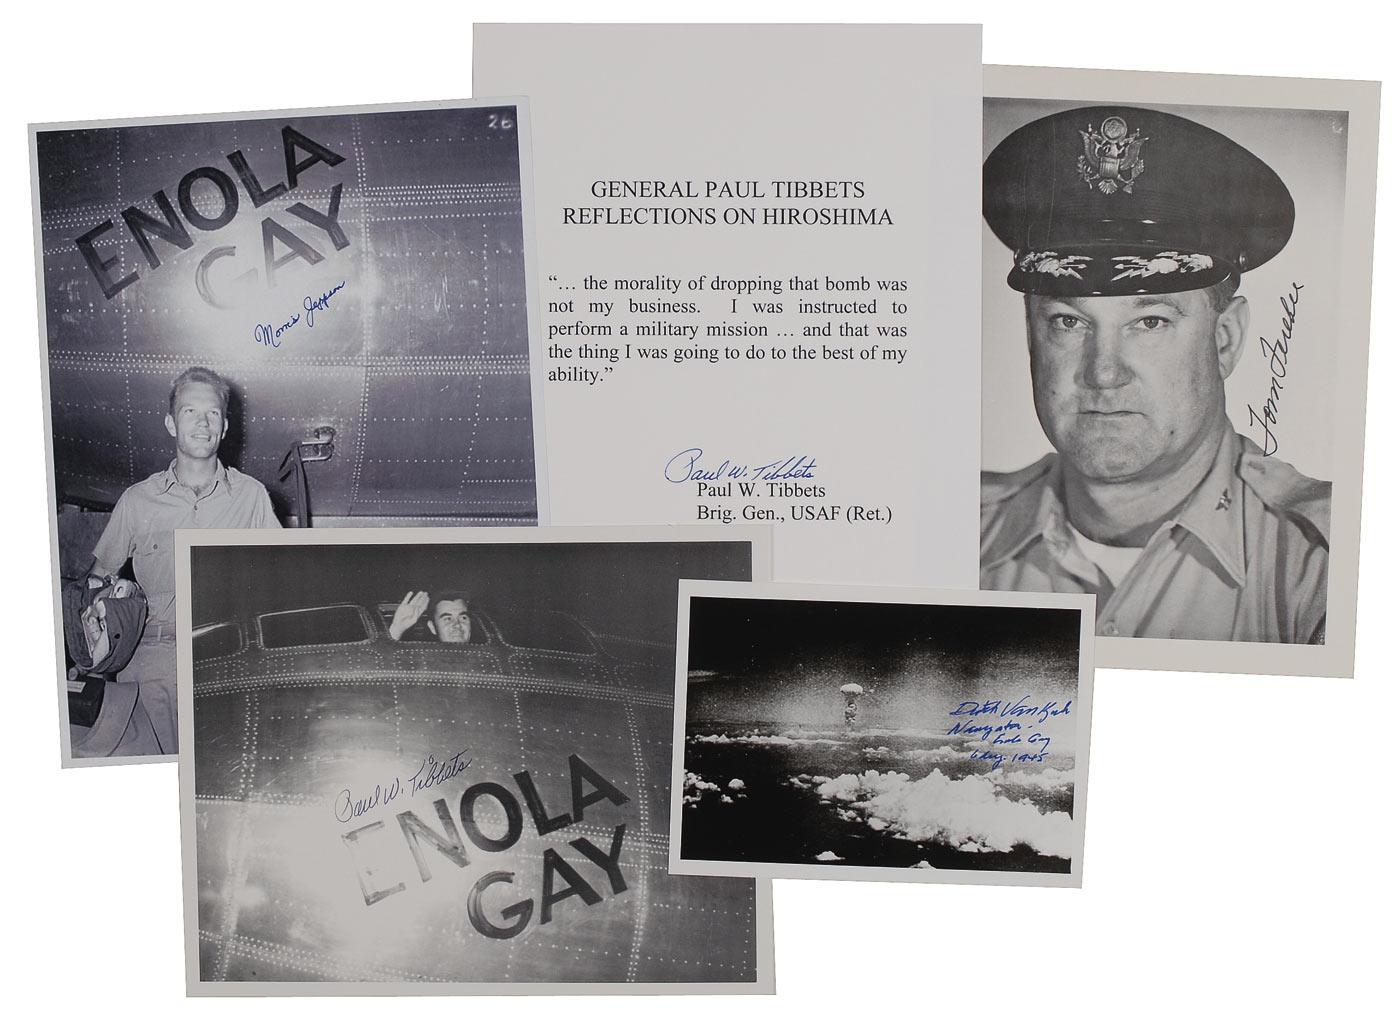 26
ENOLA
GAY
Morris Jeppson
GENERAL PAUL TIBBETS
REFLECTIONS ON HIROSHIMA
“... the morality of dropping that bomb was
not my business. I was instructed to
perform a military mission ... and that was
the thing I was going to do to the best of my
ability.”
Paul W. Tibbets
Paul W. Tibbets
Brig. Gen., USAF (Ret.)
Tom Ferebee
Paul W. Tibbets
ENOLA
GAY
Dutch Van Kirk
Navigator -
Enola Gay
6 Aug. 1945